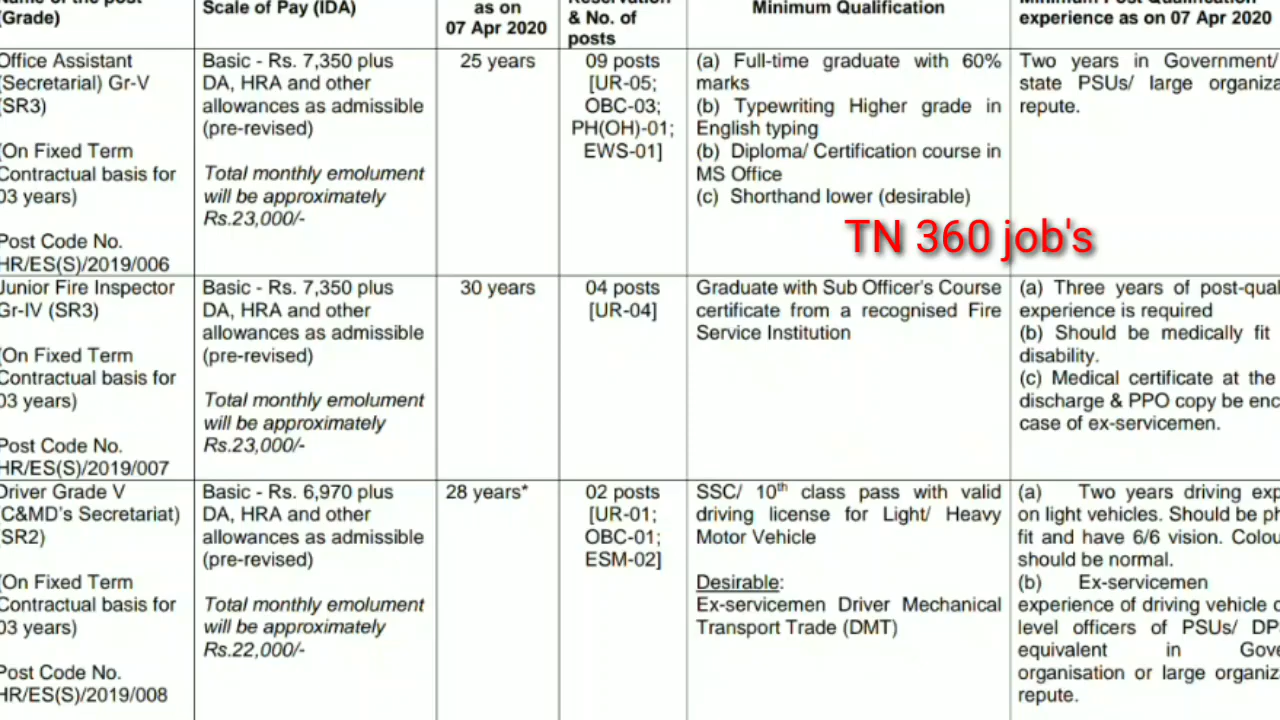 (Grade)
Scale of Pay (IDA)
as on
07 Apr 2020
& No. of
posts
Minimum Qualification
experience as on 07 Apr 2020
Office Assistant
(Secretarial) Gr-V
(SR3)
(On Fixed Term
Contractual basis for
03 years)
Post Code No.
HR/ES(S)/2019/006
Basic - Rs. 7,350 plus
DA, HRA and other
allowances as admissible
(pre-revised)
Total monthly emolument
will be approximately
Rs.23,000/-
25 years
09 posts
[UR-05;
OBC-03;
PH(OH)-01;
EWS-01]
(a) Full-time graduate with 60%
marks
(b) Typewriting Higher grade in
English typing
(b) Diploma/ Certification course in
MS Office
(c) Shorthand lower (desirable)
Two years in Government/
state PSUs/ large
repute.
TN 360 job's
Junior Fire Inspector
Gr-IV (SR3)
(On Fixed Term
Contractual basis for
03 years)
Post Code No.
HR/ES(S)/2019/007
Basic - Rs. 7,350 plus
DA, HRA and other
allowances as admissible
(pre-revised)
Total monthly emolument
will be approximately
Rs.23,000/-
30 years
04 posts
[UR-04]
Graduate with Sub Officer's Course
certificate from a recognised Fire
Service Institution
(a) Three years of
experience is required
(b) Should be medically fit
disability.
(c) Medical certificate at the
discharge & PPO copy be
case of ex-servicemen.
Driver Grade V
(C&MD's Secretariat)
(SR2)
(On Fixed Term
Contractual basis for
03 years)
Post Code No.
HR/ES(S)/2019/008
Basic - Rs. 6,970 plus
DA, HRA and other
allowances as admissible
(pre-revised)
Total monthly emolument
will be approximately
Rs.22,000/-
28 years*
02 posts
[UR-01;
OBC-01;
ESM-02]
SSC/ 10th class pass with valid
driving license for Light/ Heavy
Motor Vehicle
Desirable:
Ex-servicemen Driver Mechanical
Transport Trade (DMT)
(a) Two years driving
on light vehicles. Should be
fit and have 6/6 vision.
should be normal.
(b) Ex-servicemen
experience of driving vehicle
level officers of PSUs/
equivalent in
organisation or large
repute.